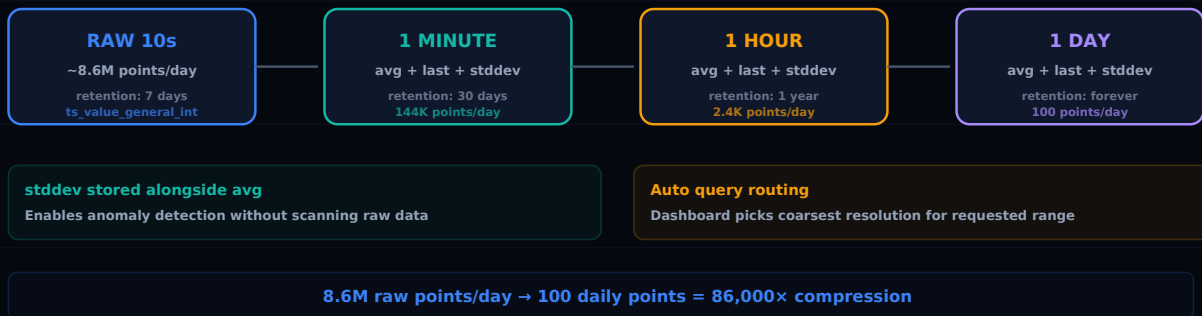 RAW 10s
~8.6M points/day
retention: 7 days
ts_value_general_int
1 MINUTE
avg + last + stddev
retention: 30 days
144K points/day
1 HOUR
avg + last + stddev
retention: 1 year
2.4K points/day
1 DAY
avg + last + stddev
retention: forever
100 points/day
stddev stored alongside avg
Enables anomaly detection without scanning raw data
Auto query routing
Dashboard picks coarsest resolution for requested range
8.6M raw points/day → 100 daily points = 86,000× compression